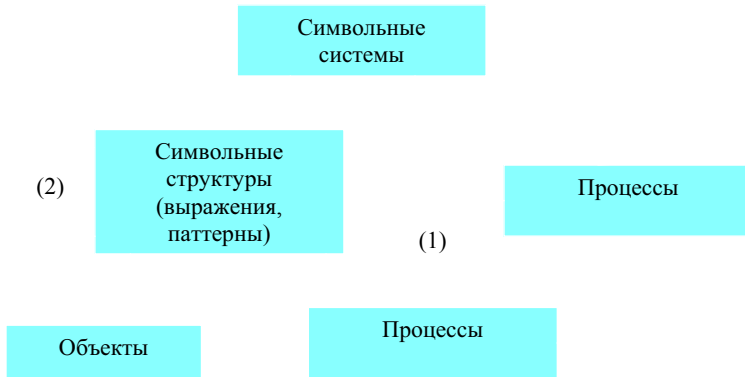 Символьные
системы
Символьные
структуры
(выражения,
паттерны)
(2)
Процессы
(1)
Процессы
Объекты